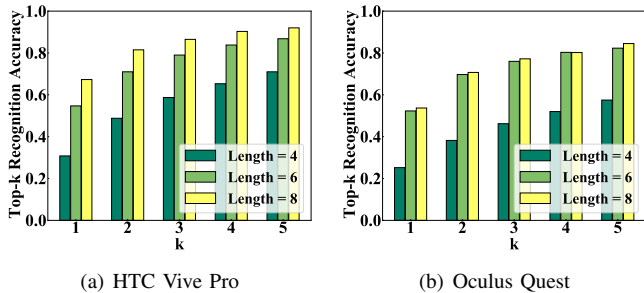 Top-k Recognition Accuracy
1.0
0.8
0.6
0.4
0.2
0.0
Length = 4
Length = 6
Length = 8
1 2 3 4 5
k
(a) HTC Vive Pro
Top-k Recognition Accuracy
1.0
0.8
0.6
0.4
0.2
0.0
Length = 4
Length = 6
Length = 8
1 2 3 4 5
k
(b) Oculus Quest